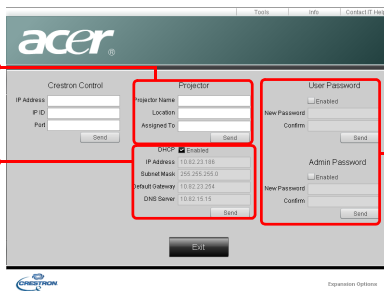 Tools Info Contact IT Help
acer ®
Crestron Control
IP Address
IP ID
Port
Send
Projector
Projector Name
Location
Assigned To
Send
DHCP Enabled
IP Address 10.82.23.188
Subnet Mask 255.255.255.0
Default Gateway 10.82.23.254
DNS Server 10.82.15.15
Send
User Password
Enabled
New Password
Confirm
Send
Admin Password
Enabled
New Password
Confirm
Send
Exit
CRESTRON
Expansion Options